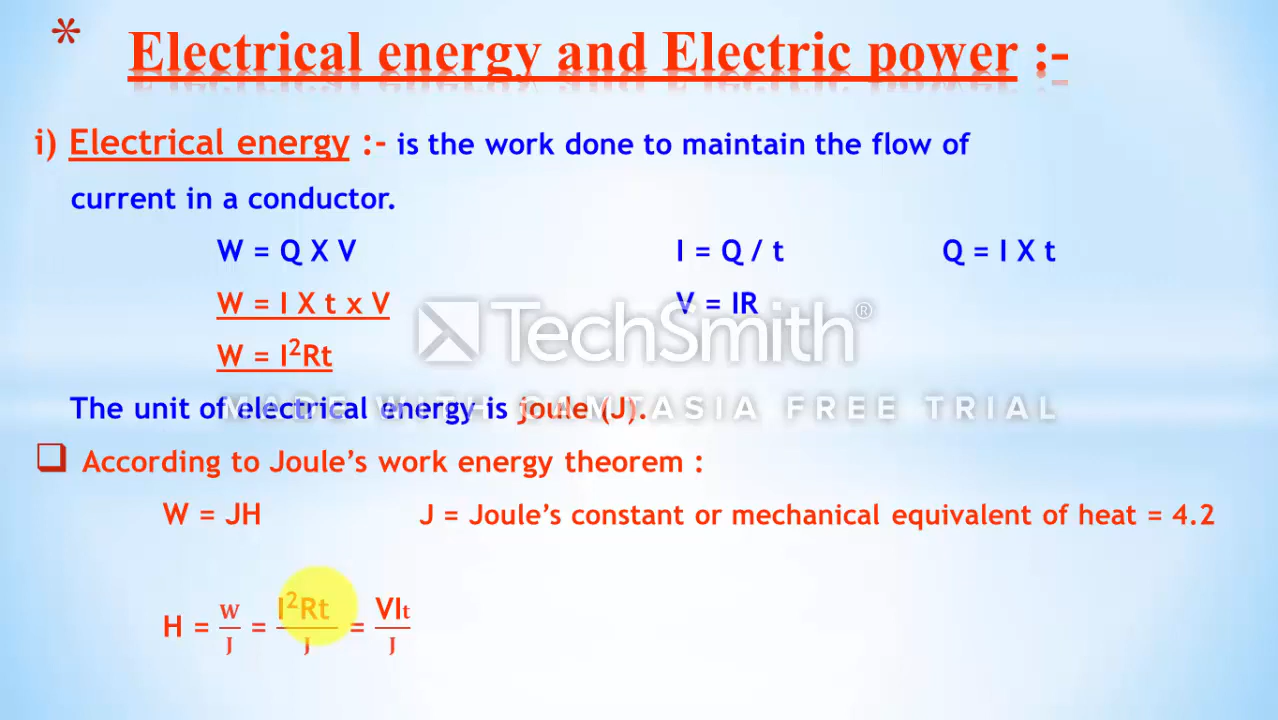 * Electrical energy and Electric power :-
i) Electrical energy :- is the work done to maintain the flow of
current in a conductor.
W = Q X V I = Q / t Q = I X t
W = I X t x V V = IR
W = I²Rt
TechSmith®
The unit of electrical energy is joule (J).
MADE WITH CAMTASIA FREE TRIAL
❑ According to Joule’s work energy theorem :
W = JH J = Joule’s constant or mechanical equivalent of heat = 4.2
H = W/J = I²Rt/J = VIt/J